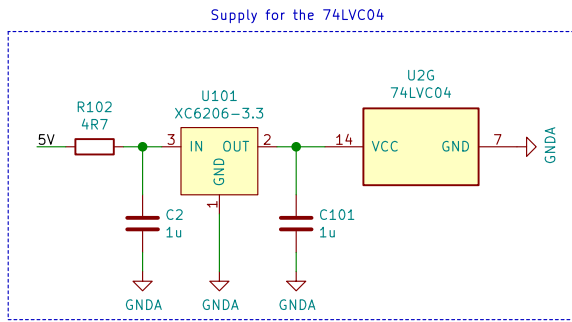 Supply for the 74LVC04
U2G
74LVC04
U101
XC6206-3.3
R102
4R7
5V
3
IN
OUT
2
GND
1
14
VCC
GND
7
GNDA
C2
1u
C101
1u
GNDA
GNDA
GNDA